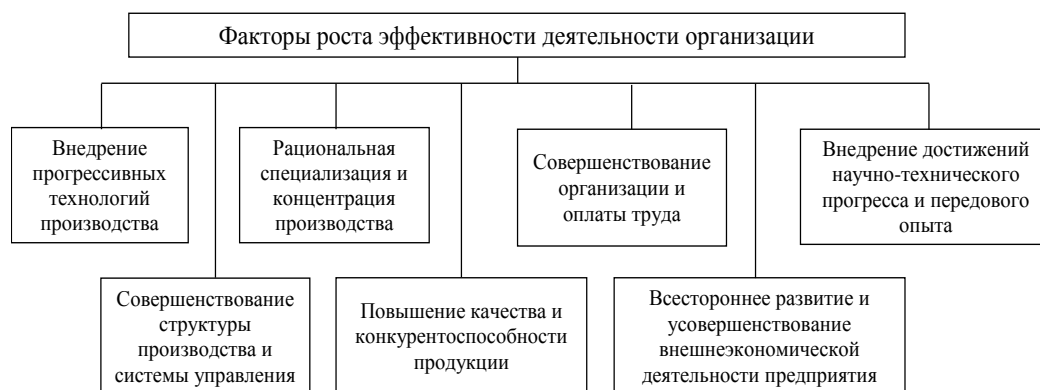 Факторы роста эффективности деятельности организации
Внедрение
прогрессивных
технологий
производства
Рациональная
специализация и
концентрация
производства
Совершенствование
организации и
оплаты труда
Внедрение достижений
научно-технического
прогресса и передового
опыта
Совершенствование
структуры
производства и
системы управления
Повышение качества и
конкурентоспособности
продукции
Всестороннее развитие и
усовершенствование
внешнеэкономической
деятельности предприятия